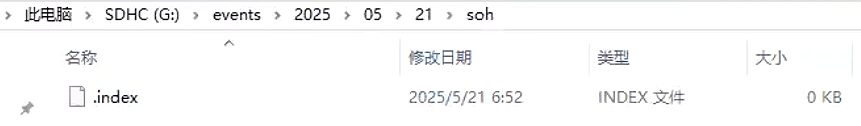 此电脑 > SDHC (G:) > events > 2025 > 05 > 21 > soh
名称 修改日期 类型 大小
.index 2025/5/21 6:52 INDEX 文件 0 KB